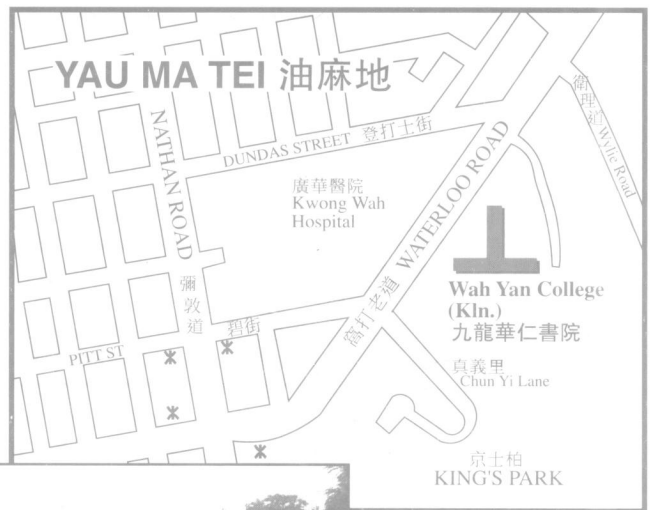 YAU MA TEI 油麻地
NATHAN ROAD
彌敦道
DUNDAS STREET 登打士街
衛理道 Wylie Road
廣華醫院
Kwong Wah
Hospital
窩打老道 WATERLOO ROAD
Wah Yan College
(Kln.)
九龍華仁書院
PITT ST
碧街
真義里
Chun Yi Lane
京士柏
KING'S PARK